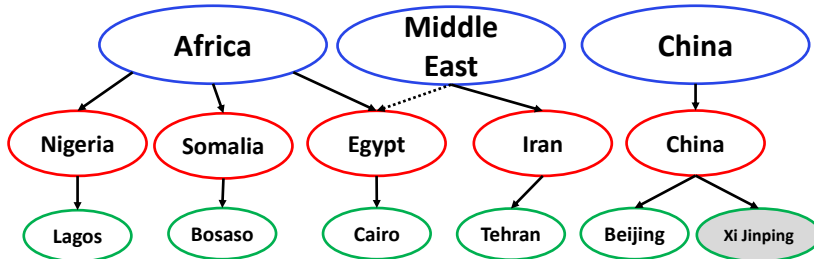 Africa
Middle
East
China
Nigeria
Somalia
Egypt
Iran
China
Lagos
Bosaso
Cairo
Tehran
Beijing
Xi Jinping